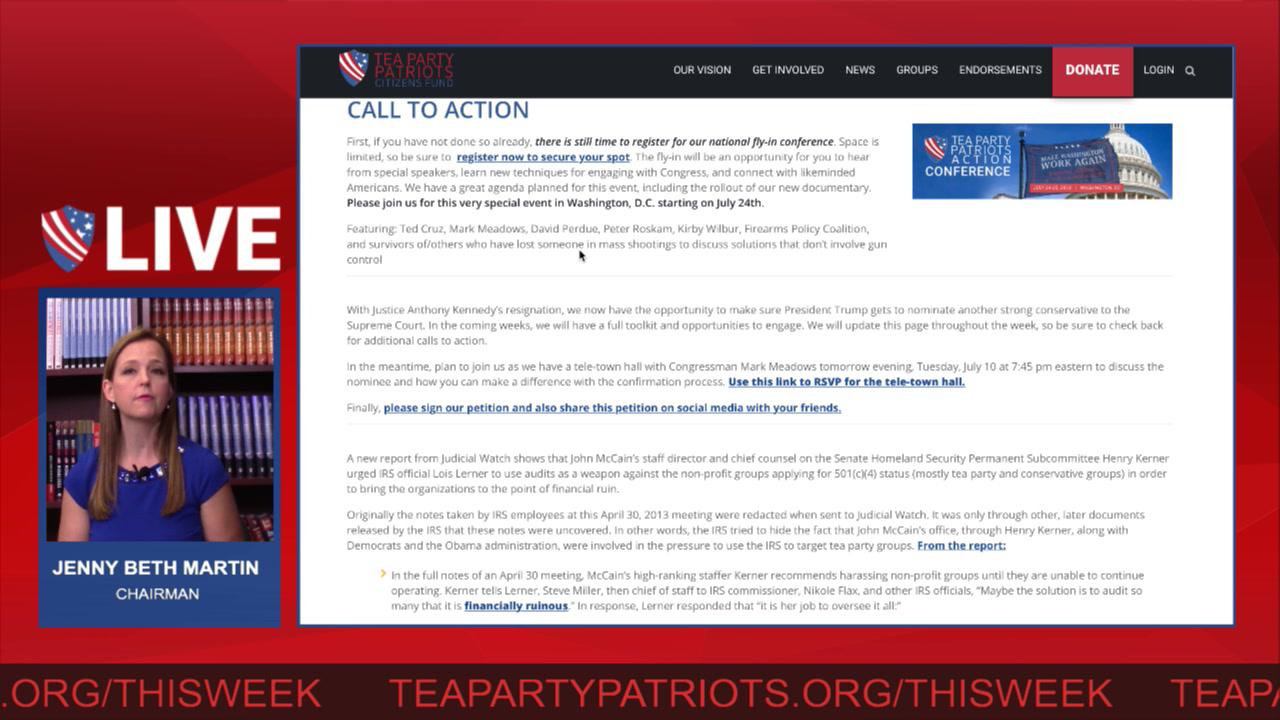 TEA PARTY
PATRIOTS
CITIZENS FUND
OUR VISION GET INVOLVED NEWS GROUPS ENDORSEMENTS DONATE LOGIN
CALL TO ACTION
First, if you have not done so already, there is still time to register for our national fly-in conference. Space is
limited, so be sure to register now to secure your spot. The fly-in will be an opportunity for you to hear
from special speakers, learn new techniques for engaging with Congress, and connect with likeminded
Americans. We have a great agenda planned for this event, including the rollout of our new documentary.
Please join us for this very special event in Washington, D.C. starting on July 24th.
Featuring: Ted Cruz, Mark Meadows, David Perdue, Peter Roskam, Kirby Wilbur, Firearms Policy Coalition,
and survivors of/others who have lost someone in mass shootings to discuss solutions that don't involve gun
control
TEA PARTY
PATRIOTS
ACTION
CONFERENCE
MAKE WASHINGTON
WORK AGAIN
With Justice Anthony Kennedy's resignation, we now have the opportunity to make sure President Trump gets to nominate another strong conservative to the
Supreme Court. In the coming weeks, we will have a full toolkit and opportunities to engage. We will update this page throughout the week, so be sure to check back
for additional calls to action.
In the meantime, plan to join us as we have a tele-town hall with Congressman Mark Meadows tomorrow evening, Tuesday, July 10 at 7:45 pm eastern to discuss the
nominee and how you can make a difference with the confirmation process. Use this link to RSVP for the tele-town hall.
Finally, please sign our petition and also share this petition on social media with your friends.
A new report from Judicial Watch shows that John McCain's staff director and chief counsel on the Senate Homeland Security Permanent Subcommittee Henry Kerner
urged IRS official Lois Lerner to use audits as a weapon against the non-profit groups applying for 501(c)(4) status (mostly tea party and conservative groups) in order
to bring the organizations to the point of financial ruin.
Originally the notes taken by IRS employees at this April 30, 2013 meeting were redacted when sent to Judicial Watch. It was only through other, later documents
released by the IRS that these notes were uncovered. In other words, the IRS tried to hide the fact that John McCain's office, through Henry Kerner, along with
Democrats and the Obama administration, were involved in the pressure to use the IRS to target tea party groups. From the report:
In the full notes of an April 30 meeting, McCain's high-ranking staffer Kerner recommends harassing non-profit groups until they are unable to continue
operating. Kerner tells Lerner, Steve Miller, then chief of staff to IRS commissioner, Nikole Flax, and other IRS officials, "Maybe the solution is to audit so
many that it is financially ruinous." In response, Lerner responded that "it is her job to oversee it all:"
LIVE
JENNY BETH MARTIN
CHAIRMAN
.ORG/THISWEEK TEAPARTYPATRIOTS.ORG/THISWEEK TEAPA